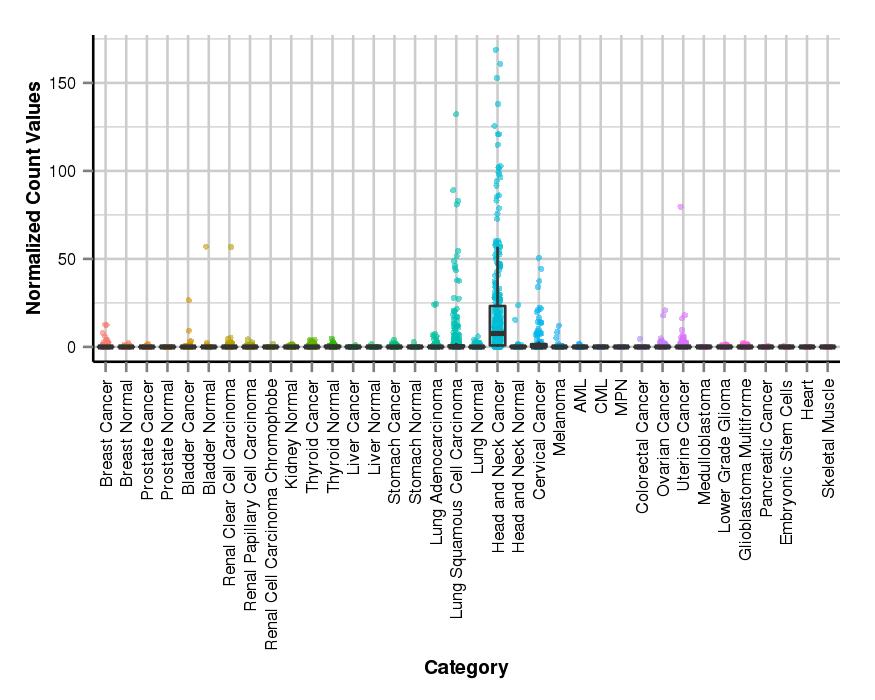 Normalized Count Values
150
100
50
0
Breast Cancer
Breast Normal
Prostate Cancer
Prostate Normal
Bladder Cancer
Bladder Normal
Renal Clear Cell Carcinoma
Renal Papillary Cell Carcinoma
Renal Cell Carcinoma Chromophobe
Kidney Normal
Thyroid Cancer
Thyroid Normal
Liver Cancer
Liver Normal
Stomach Cancer
Stomach Normal
Lung Adenocarcinoma
Lung Squamous Cell Carcinoma
Lung Normal
Head and Neck Cancer
Head and Neck Normal
Cervical Cancer
Melanoma
AML
CML
MPN
Colorectal Cancer
Ovarian Cancer
Uterine Cancer
Medulloblastoma
Lower Grade Glioma
Glioblastoma Multiforme
Pancreatic Cancer
Embryonic Stem Cells
Heart
Skeletal Muscle
Category